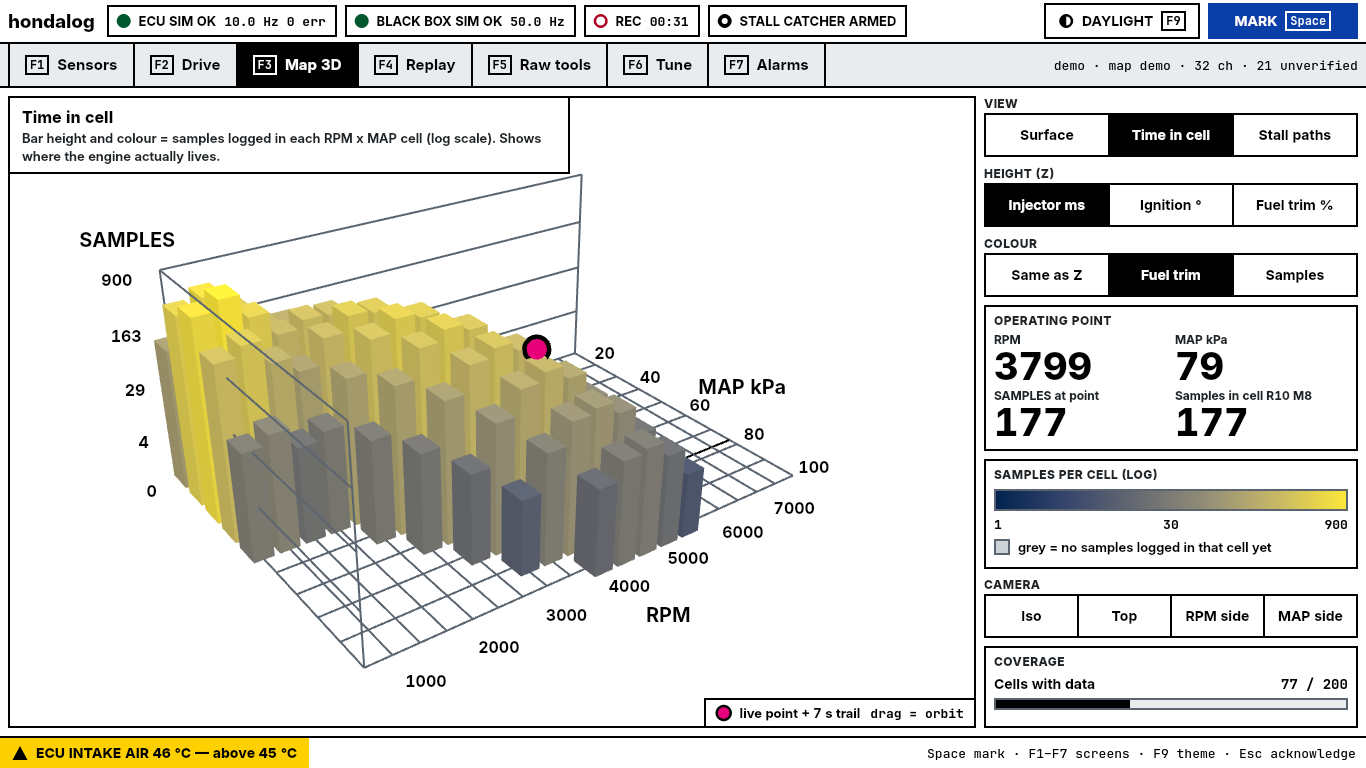 hondalog
ECU SIM OK 10.0 Hz 0 err
BLACK BOX SIM OK 50.0 Hz
REC 00:31
STALL CATCHER ARMED
DAYLIGHT F9
MARK Space
F1 Sensors
F2 Drive
F3 Map 3D
F4 Replay
F5 Raw tools
F6 Tune
F7 Alarms
demo · map demo · 32 ch · 21 unverified
Time in cell
Bar height and colour = samples logged in each RPM x MAP cell (log scale). Shows
where the engine actually lives.
SAMPLES
900
163
29
4
0
20
40
60
80
100
MAP kPa
7000
6000
5000
4000
3000
2000
1000
RPM
live point + 7 s trail drag = orbit
VIEW
Surface
Time in cell
Stall paths
HEIGHT (Z)
Injector ms
Ignition °
Fuel trim %
COLOUR
Same as Z
Fuel trim
Samples
OPERATING POINT
RPM
MAP kPa
3799
79
SAMPLES at point
Samples in cell R10 M8
177
177
SAMPLES PER CELL (LOG)
1
30
900
grey = no samples logged in that cell yet
CAMERA
Iso
Top
RPM side
MAP side
COVERAGE
Cells with data
77 / 200
ECU INTAKE AIR 46 °C — above 45 °C
Space mark · F1–F7 screens · F9 theme · Esc acknowledge